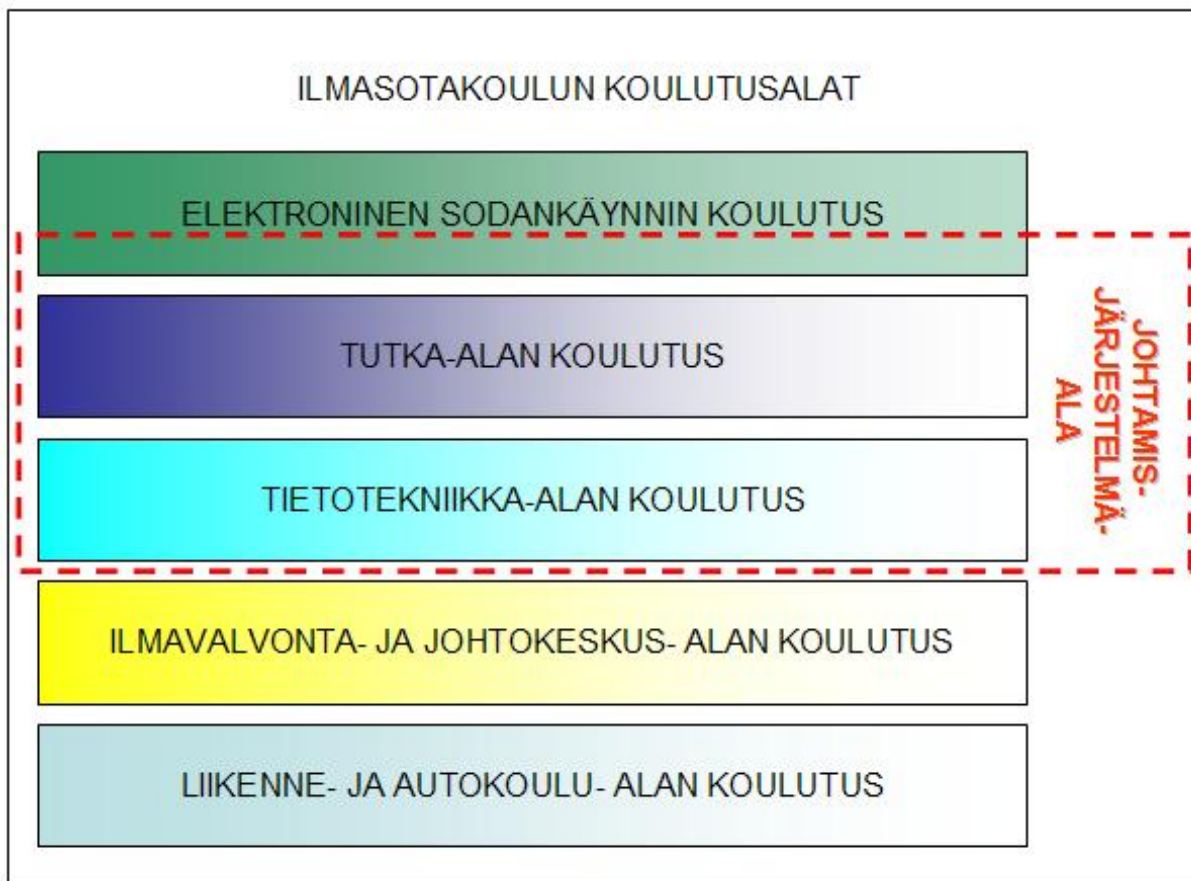 ILMASOTAKOULUN KOULUTUSALAT
ELEKTRONINEN SODANKÄYNNIN KOULUTUS
TUTKA-ALAN KOULUTUS
TIETOTEKNIIKKA-ALAN KOULUTUS
ILMAVALVONTA- JA JOHTOKESKUS- ALAN KOULUTUS
LIIKENNE- JA AUTOKOULU- ALAN KOULUTUS
JOHTAMIS-
JÄRJESTELMÄ-
ALA